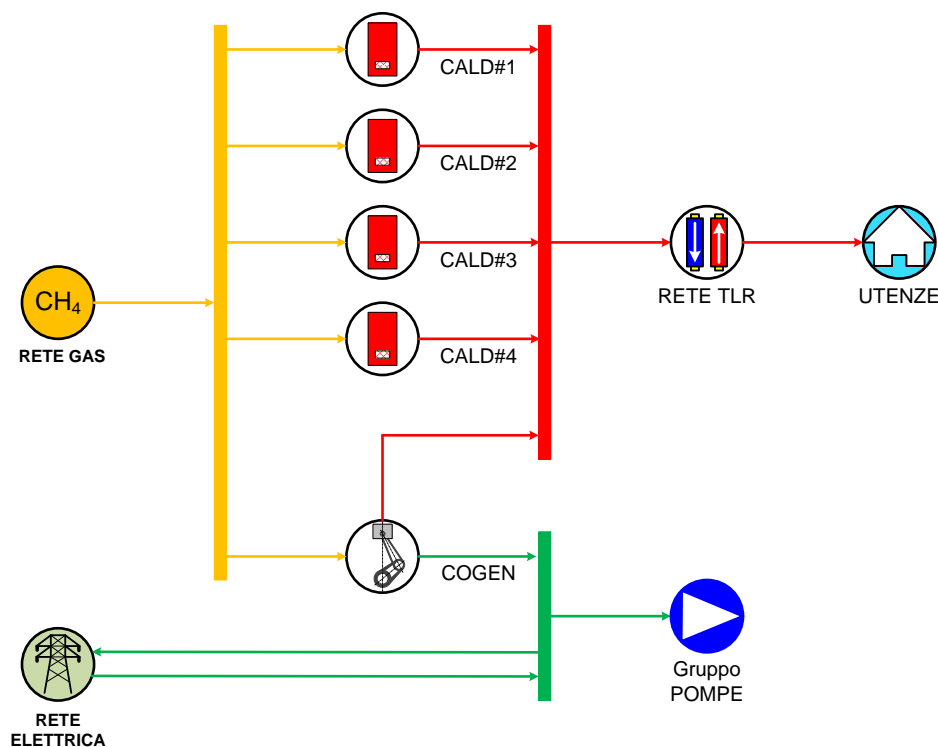 CALD#1
CALD#2
CALD#3
CALD#4
CH₄
RETE GAS
RETE TLR
UTENZE
COGEN
Gruppo
POMPE
RETE
ELETTRICA